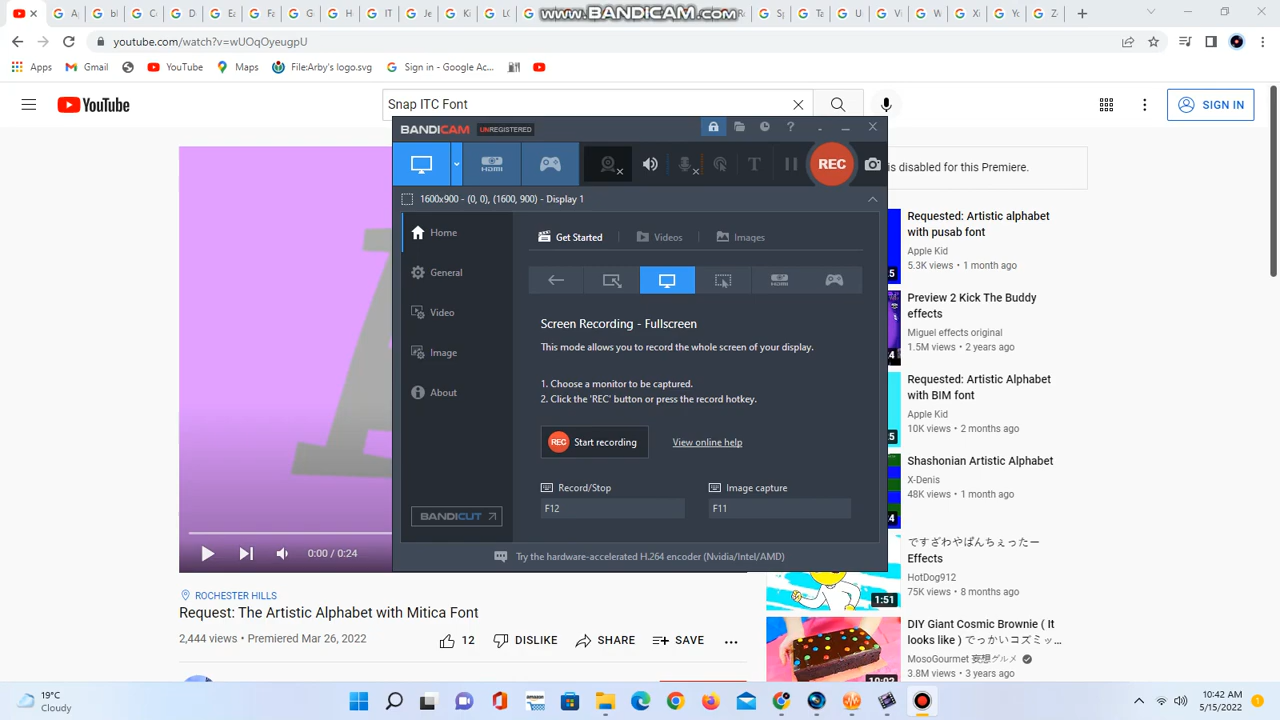 WWW.BANDICAM.COM
youtube.com/watch?v=wUOqOyeugpU
Apps Gmail YouTube Maps File:Arby's logo.svg Sign in - Google Ac...
YouTube
Snap ITC Font
SIGN IN
BANDICAM UNREGISTERED
HDMI
REC
1600x900 - (0, 0), (1600, 900) - Display 1
Home
General
Video
Image
About
BANDICUT
Get Started Videos Images
HDMI
Screen Recording - Fullscreen
This mode allows you to record the whole screen of your display.
1. Choose a monitor to be captured.
2. Click the 'REC' button or press the record hotkey.
REC Start recording
View online help
Record/Stop
Image capture
F12
F11
Try the hardware-accelerated H.264 encoder (Nvidia/Intel/AMD)
is disabled for this Premiere.
0:00 / 0:24
ROCHESTER HILLS
Request: The Artistic Alphabet with Mitica Font
2,444 views • Premiered Mar 26, 2022
12 DISLIKE SHARE SAVE
Requested: Artistic alphabet
with pusab font
Apple Kid
5.3K views • 1 month ago
Preview 2 Kick The Buddy
effects
Miguel effects original
1.5M views • 2 years ago
Requested: Artistic Alphabet
with BIM font
Apple Kid
10K views • 2 months ago
Shashonian Artistic Alphabet
X-Denis
48K views • 1 month ago
ですざわやぱんちぇったー
Effects
HotDog912
75K views • 8 months ago
1:51
DIY Giant Cosmic Brownie ( It
looks like ) でっかいコズミッ...
MosoGourmet 妄想グルメ
3.8M views • 3 years ago
10:02
19°C
Cloudy
10:42 AM
5/15/2022
1